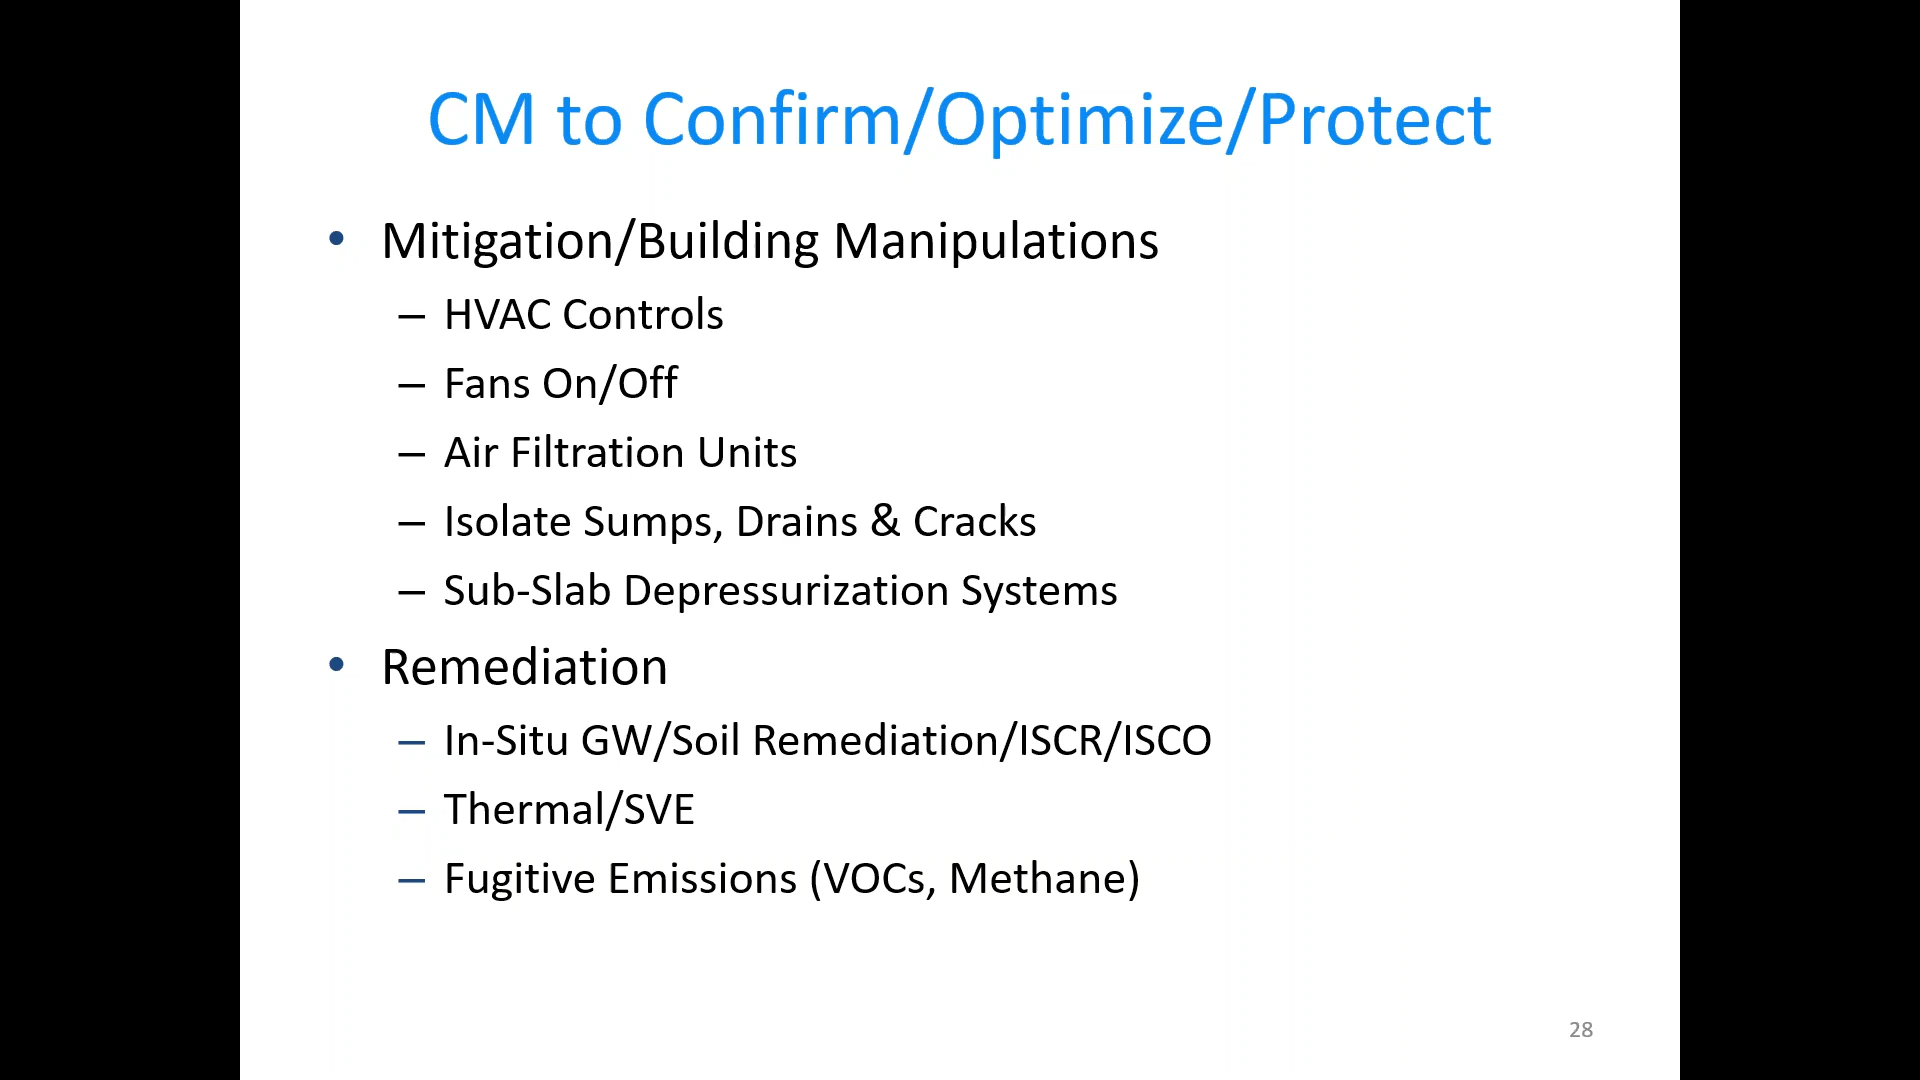 CM to Confirm/Optimize/Protect
• Mitigation/Building Manipulations
– HVAC Controls
– Fans On/Off
– Air Filtration Units
– Isolate Sumps, Drains & Cracks
– Sub-Slab Depressurization Systems
• Remediation
– In-Situ GW/Soil Remediation/ISCR/ISCO
– Thermal/SVE
– Fugitive Emissions (VOCs, Methane)
28